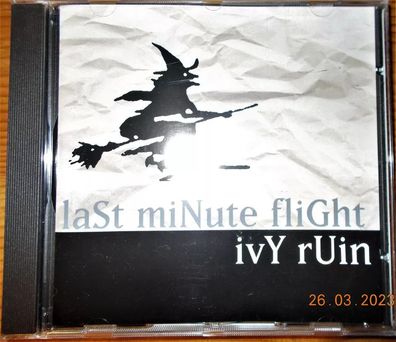 laSt miNute fliGht
ivY rUin
26.03.2023